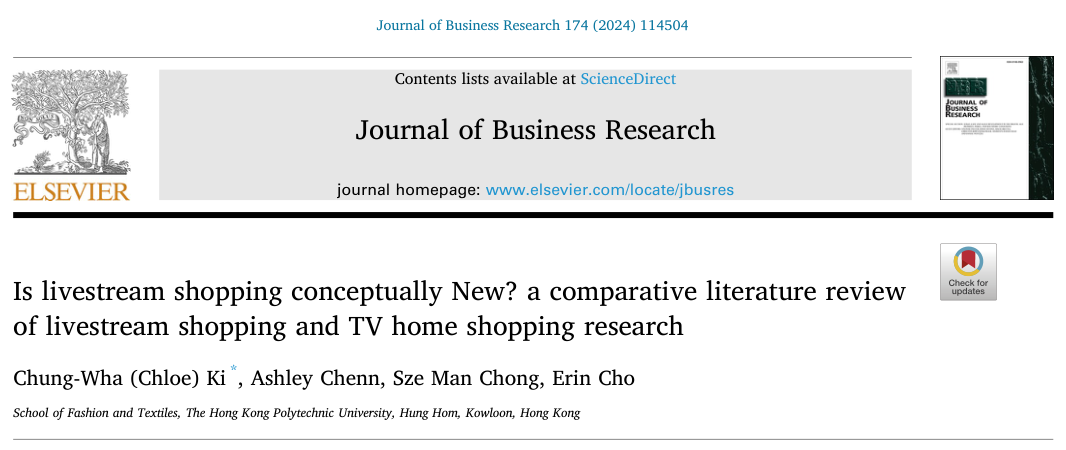 Journal of Business Research 174 (2024) 114504
Contents lists available at ScienceDirect
Journal of Business Research
journal homepage: www.elsevier.com/locate/jbusres
ELSEVIER
JOURNAL OF
BUSINESS
RESEARCH
Check for
updates
Is livestream shopping conceptually New? a comparative literature review
of livestream shopping and TV home shopping research
Chung-Wha (Chloe) Ki *, Ashley Chenn, Sze Man Chong, Erin Cho
School of Fashion and Textiles, The Hong Kong Polytechnic University, Hung Hom, Kowloon, Hong Kong